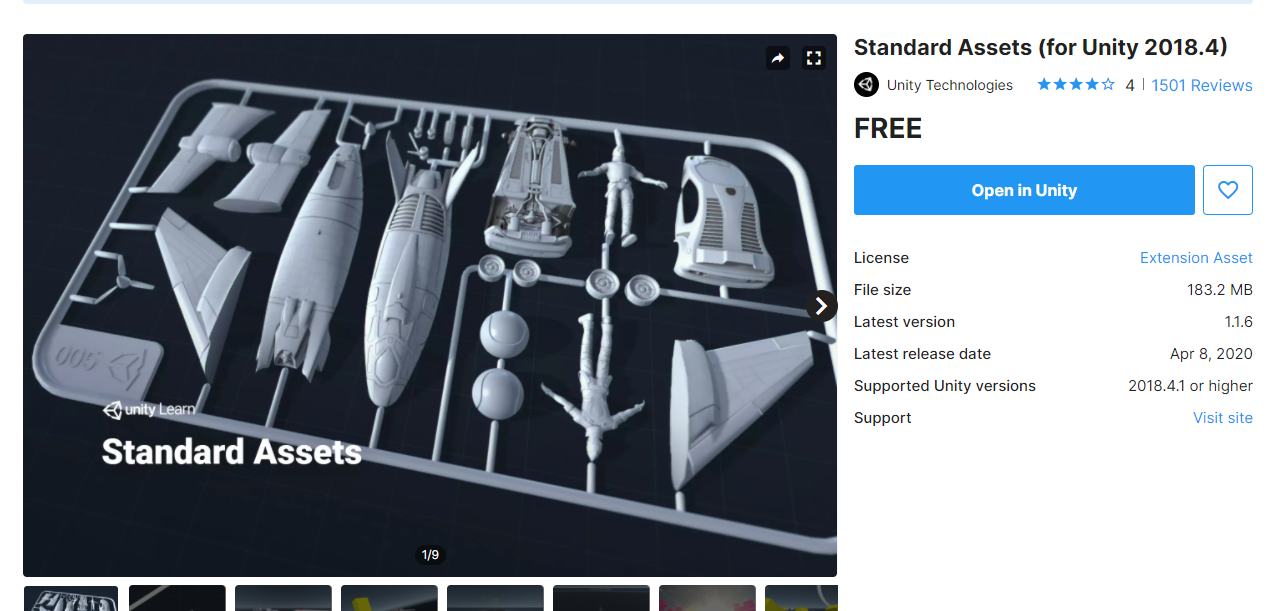 Standard Assets (for Unity 2018.4)
Unity Technologies 4 | 1501 Reviews
FREE
Open in Unity
License Extension Asset
File size 183.2 MB
Latest version 1.1.6
Latest release date Apr 8, 2020
Supported Unity versions 2018.4.1 or higher
Support Visit site
005
unity Learn
Standard Assets
1/9